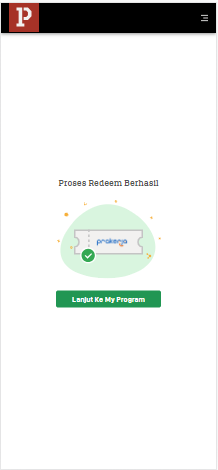 P
Proses Redeem Berhasil
prakerja
Lanjut Ke My Program